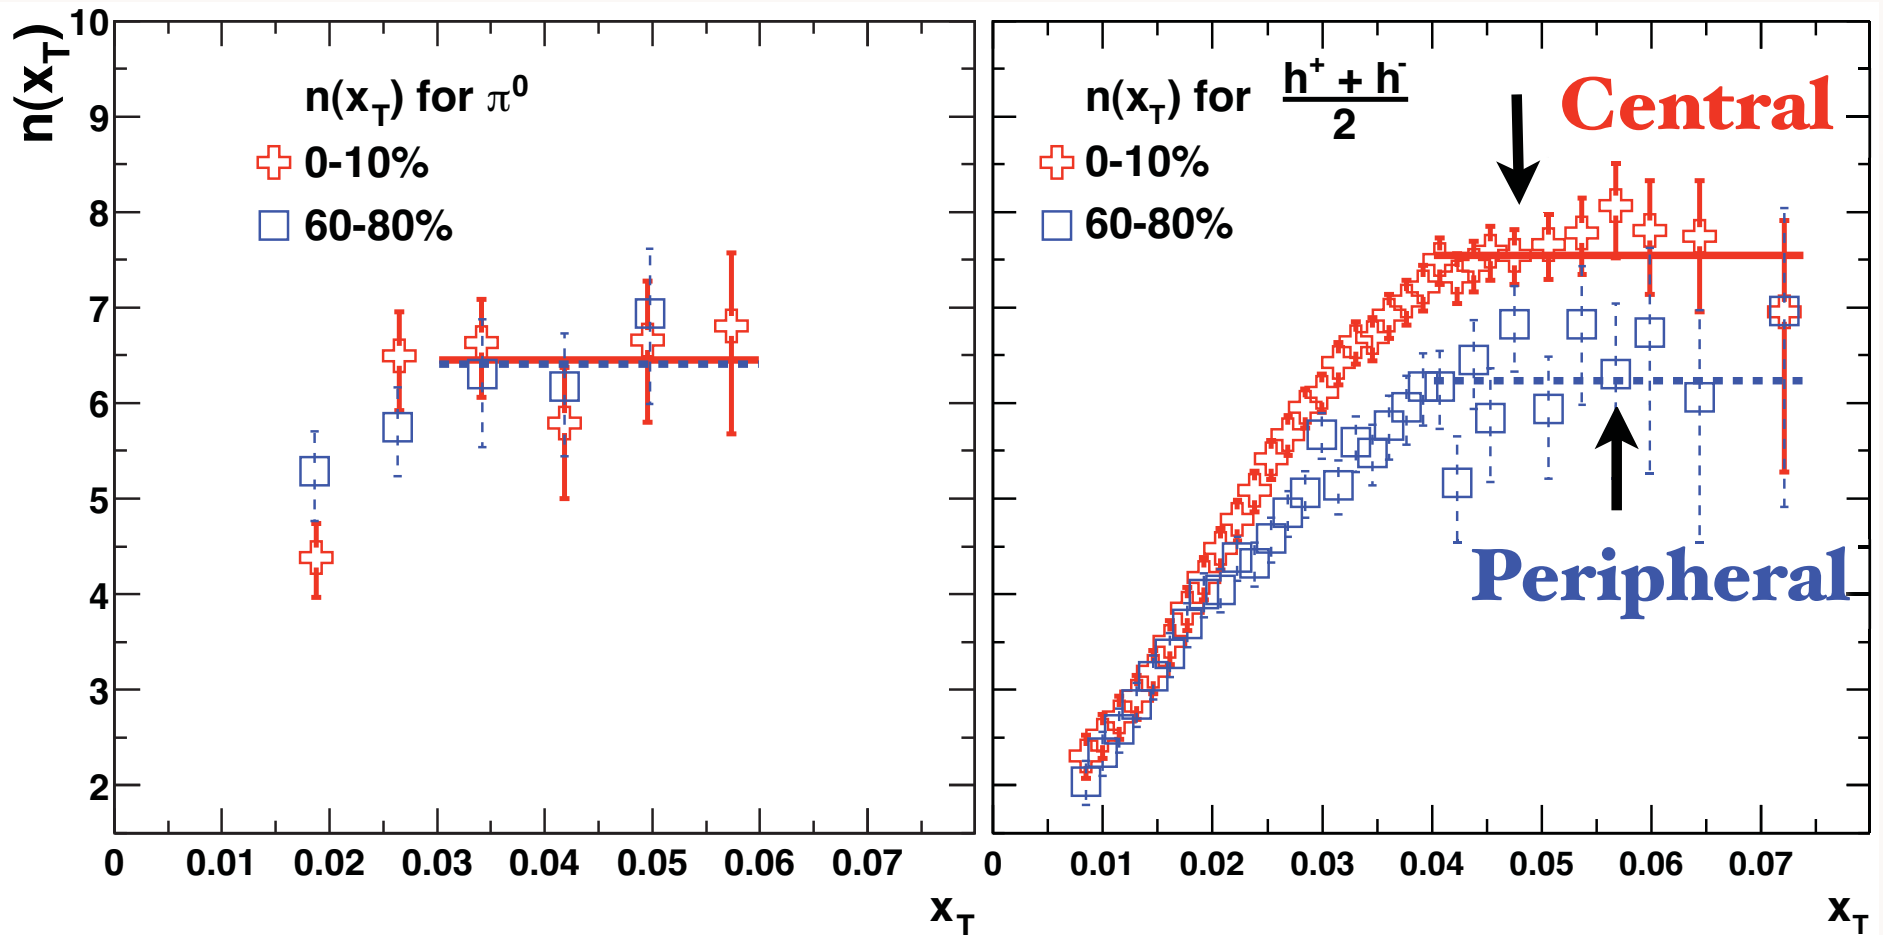 n(x_T)
10
9
8
7
6
5
4
3
2
n(x_T) for π⁰
0-10%
60-80%
0 0.01 0.02 0.03 0.04 0.05 0.06 0.07
x_T
n(x_T) for h⁺ + h⁻
2
0-10%
60-80%
Central
Peripheral
0 0.01 0.02 0.03 0.04 0.05 0.06 0.07
x_T